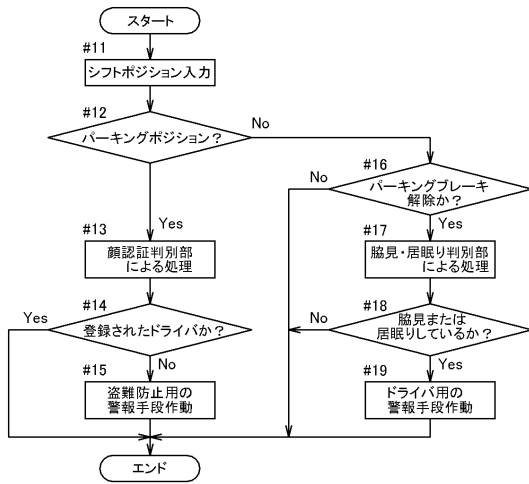 スタート
#11
シフトポジション入力
#12
パーキングポジション？
No
Yes
#13
顔認証判別部
による処理
#14
登録されたドライバか？
Yes
No
#15
盗難防止用の
警報手段作動
#16
パーキングブレーキ
解除か？
No
Yes
#17
脇見・居眠り判別部
による処理
#18
脇見または
居眠りしているか？
No
Yes
#19
ドライバ用の
警報手段作動
エンド